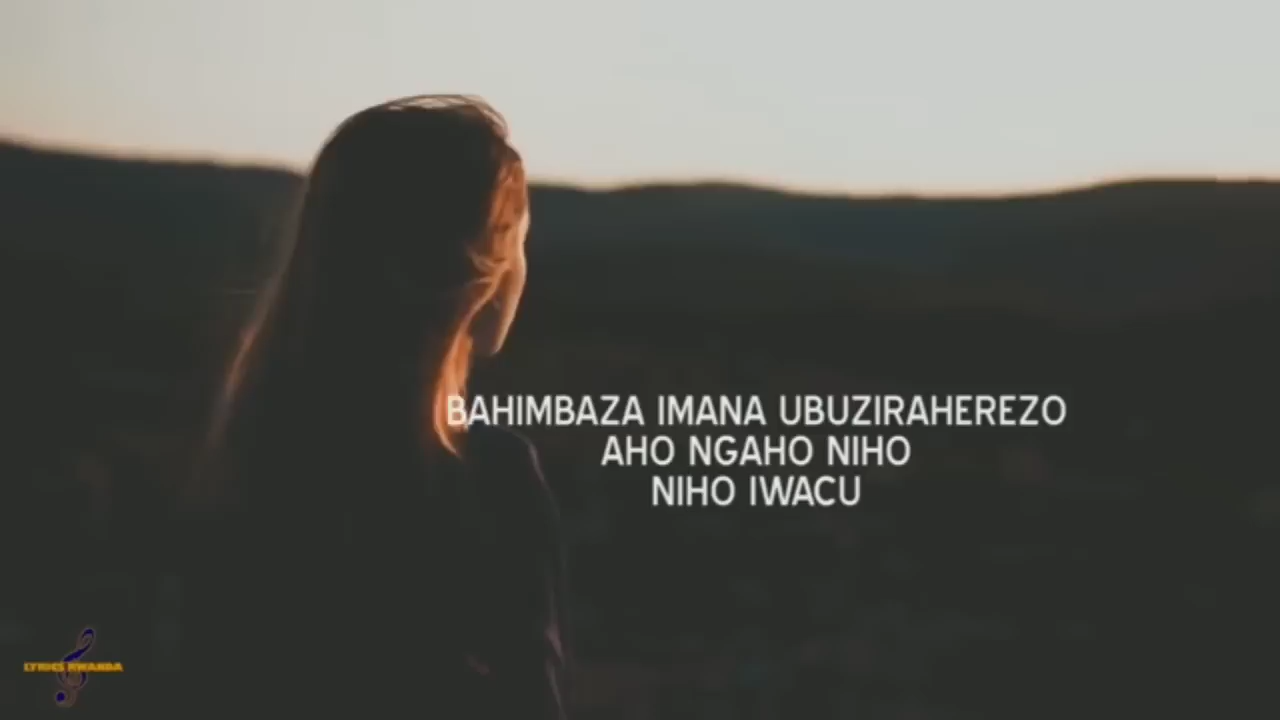 BAHIMBAZA IMANA UBUZIRAHEREZO
AHO NGAHO NIHO
NIHO IWACU
LYRICS RWANDA